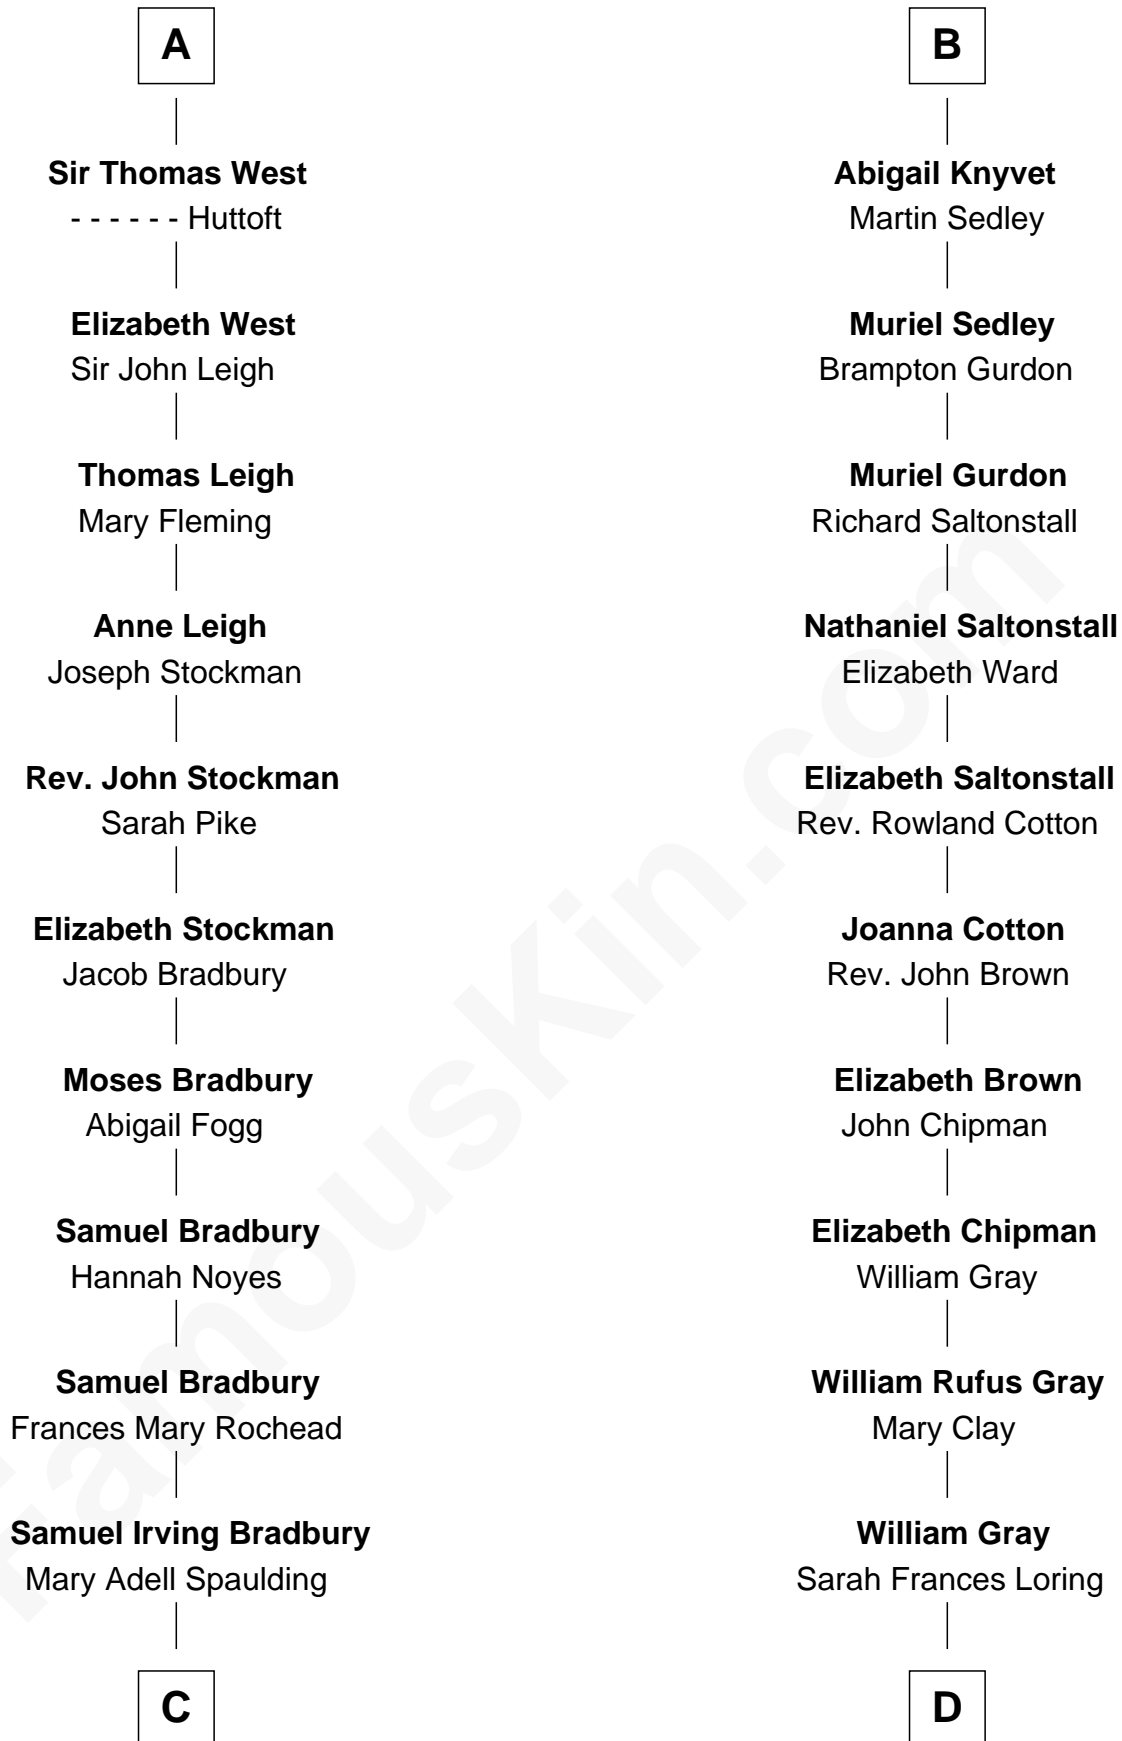 A
Sir Thomas West
- - - - - - Huttoft
Elizabeth West
Sir John Leigh
Thomas Leigh
Mary Fleming
Anne Leigh
Joseph Stockman
Rev. John Stockman
Sarah Pike
Elizabeth Stockman
Jacob Bradbury
Moses Bradbury
Abigail Fogg
Samuel Bradbury
Hannah Noyes
Samuel Bradbury
Frances Mary Rochead
Samuel Irving Bradbury
Mary Adell Spaulding
C
B
Abigail Knyvet
Martin Sedley
Muriel Sedley
Brampton Gurdon
Muriel Gurdon
Richard Saltonstall
Nathaniel Saltonstall
Elizabeth Ward
Elizabeth Saltonstall
Rev. Rowland Cotton
Joanna Cotton
Rev. John Brown
Elizabeth Brown
John Chipman
Elizabeth Chipman
William Gray
William Rufus Gray
Mary Clay
William Gray
Sarah Frances Loring
D
FamousKin.com